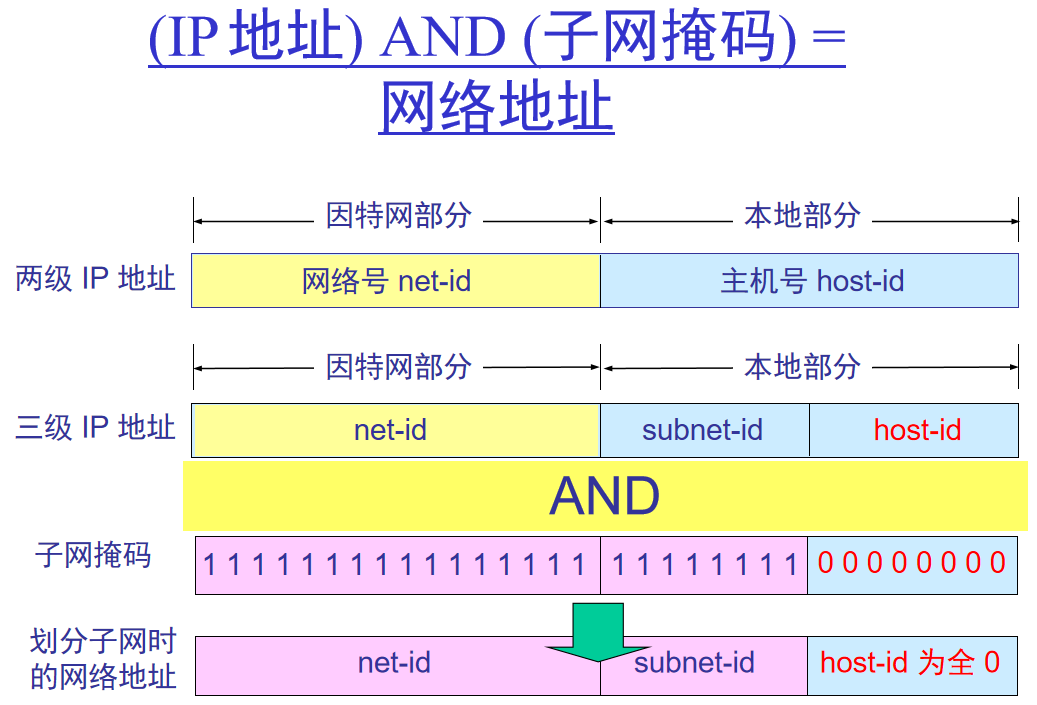 (IP 地址) AND (子网掩码) =
网络地址
因特网部分 本地部分
两级 IP 地址 网络号 net-id 主机号 host-id
因特网部分 本地部分
三级 IP 地址 net-id subnet-id host-id
AND
子网掩码 1 1 1 1 1 1 1 1 1 1 1 1 1 1 1 1 1 1 1 1 1 1 1 1 0 0 0 0 0 0 0 0
划分子网时
的网络地址 net-id subnet-id host-id 为全 0